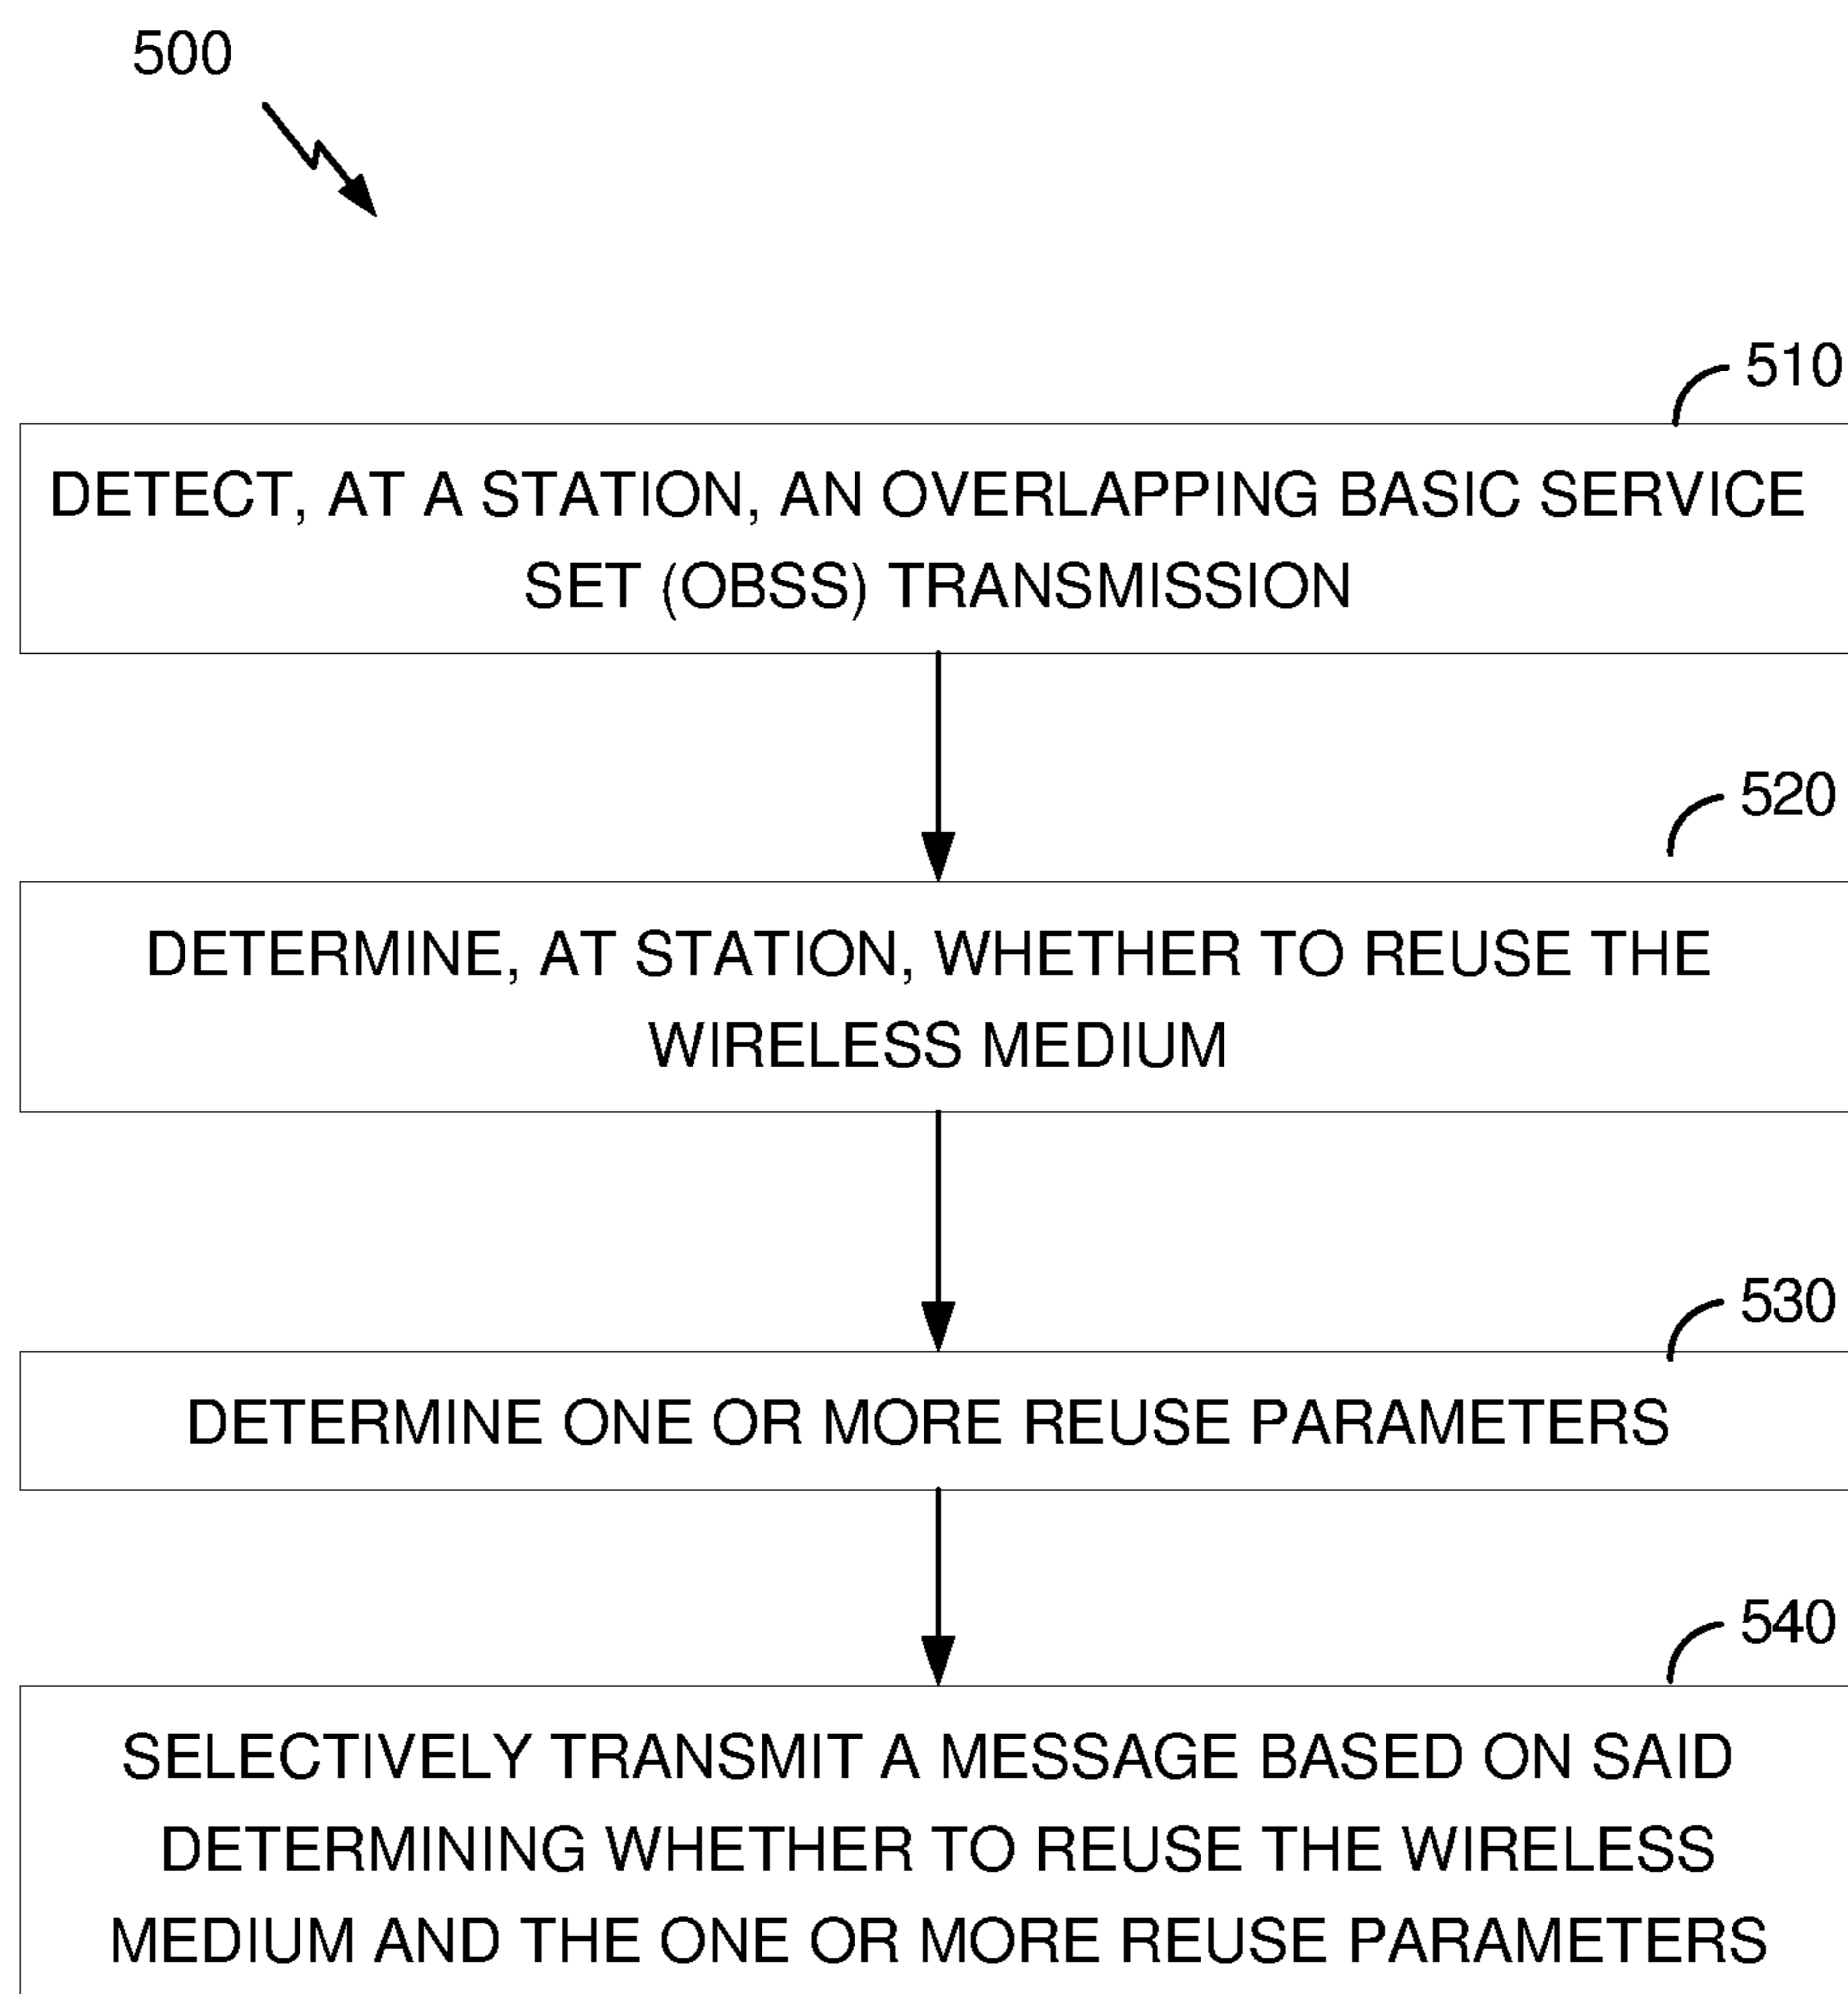 500
510
DETECT, AT A STATION, AN OVERLAPPING BASIC SERVICE
SET (OBSS) TRANSMISSION
520
DETERMINE, AT STATION, WHETHER TO REUSE THE
WIRELESS MEDIUM
530
DETERMINE ONE OR MORE REUSE PARAMETERS
540
SELECTIVELY TRANSMIT A MESSAGE BASED ON SAID
DETERMINING WHETHER TO REUSE THE WIRELESS
MEDIUM AND THE ONE OR MORE REUSE PARAMETERS